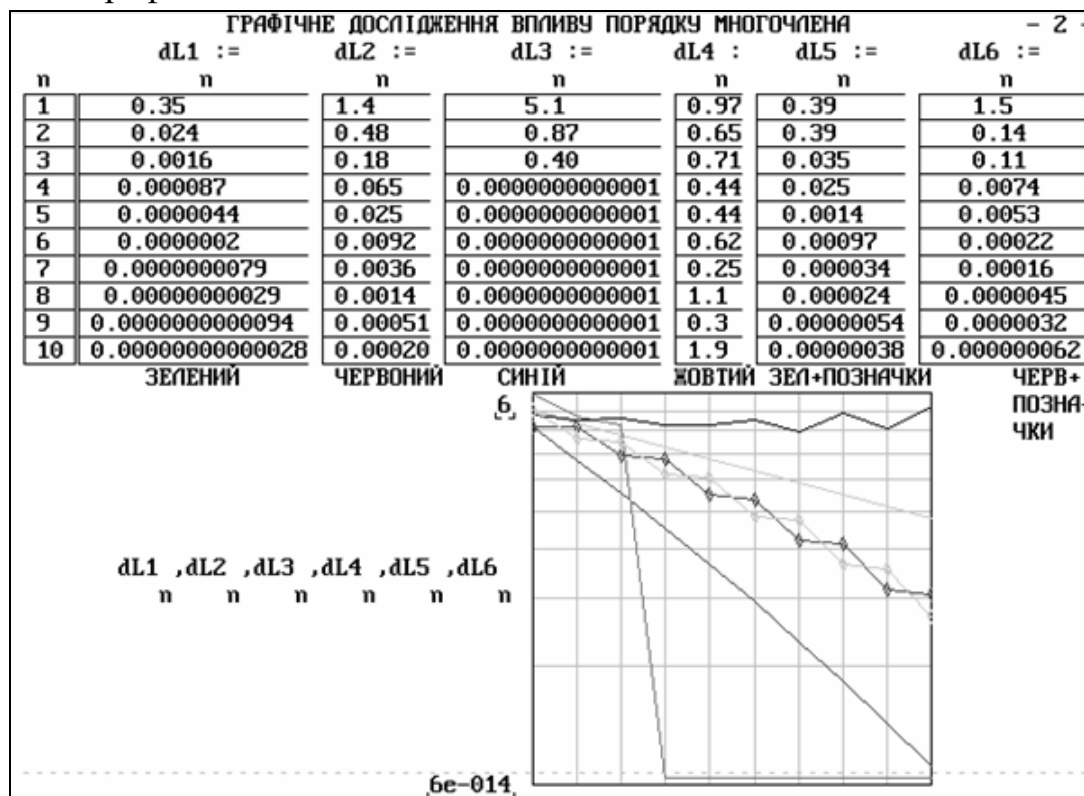 ГРАФІЧНЕ ДОСЛІДЖЕННЯ ВПЛИВУ ПОРЯДКУ МНОГОЧЛЕНА - 2 -
dL1 := dL2 := dL3 := dL4 : dL5 := dL6 :=
n n n n n n n
1 0.35 1.4 5.1 0.97 0.39 1.5
2 0.024 0.48 0.87 0.65 0.39 0.14
3 0.0016 0.18 0.40 0.71 0.035 0.11
4 0.000087 0.065 0.0000000000001 0.44 0.025 0.0074
5 0.0000044 0.025 0.0000000000001 0.44 0.0014 0.0053
6 0.0000002 0.0092 0.0000000000001 0.62 0.00097 0.00022
7 0.0000000079 0.0036 0.0000000000001 0.25 0.000034 0.00016
8 0.00000000029 0.0014 0.0000000000001 1.1 0.000024 0.0000045
9 0.0000000000094 0.00051 0.0000000000001 0.3 0.00000054 0.0000032
10 0.00000000000028 0.00020 0.0000000000001 1.9 0.00000038 0.000000062
ЗЕЛЕНИЙ ЧЕРВОНИЙ СИНІЙ ЖОВТИЙ ЗЕЛ+ПОЗНАЧКИ ЧЕРВ+
ПОЗНА-
ЧКИ
6
dL1 ,dL2 ,dL3 ,dL4 ,dL5 ,dL6
n n n n n n
6e-014